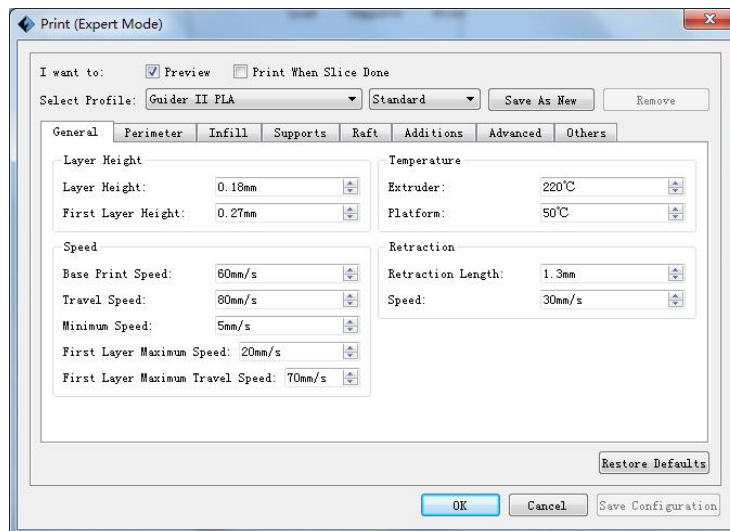 Print (Expert Mode)
I want to: Preview Print When Slice Done
Select Profile: Guider II PLA Standard Save As New Remove
General Perimeter Infill Supports Raft Additions Advanced Others
Layer Height
Layer Height: 0.18mm
First Layer Height: 0.27mm
Temperature
Extruder: 220℃
Platform: 50℃
Speed
Base Print Speed: 60mm/s
Travel Speed: 80mm/s
Minimum Speed: 5mm/s
First Layer Maximum Speed: 20mm/s
First Layer Maximum Travel Speed: 70mm/s
Retraction
Retraction Length: 1.3mm
Speed: 30mm/s
Restore Defaults
OK Cancel Save Configuration